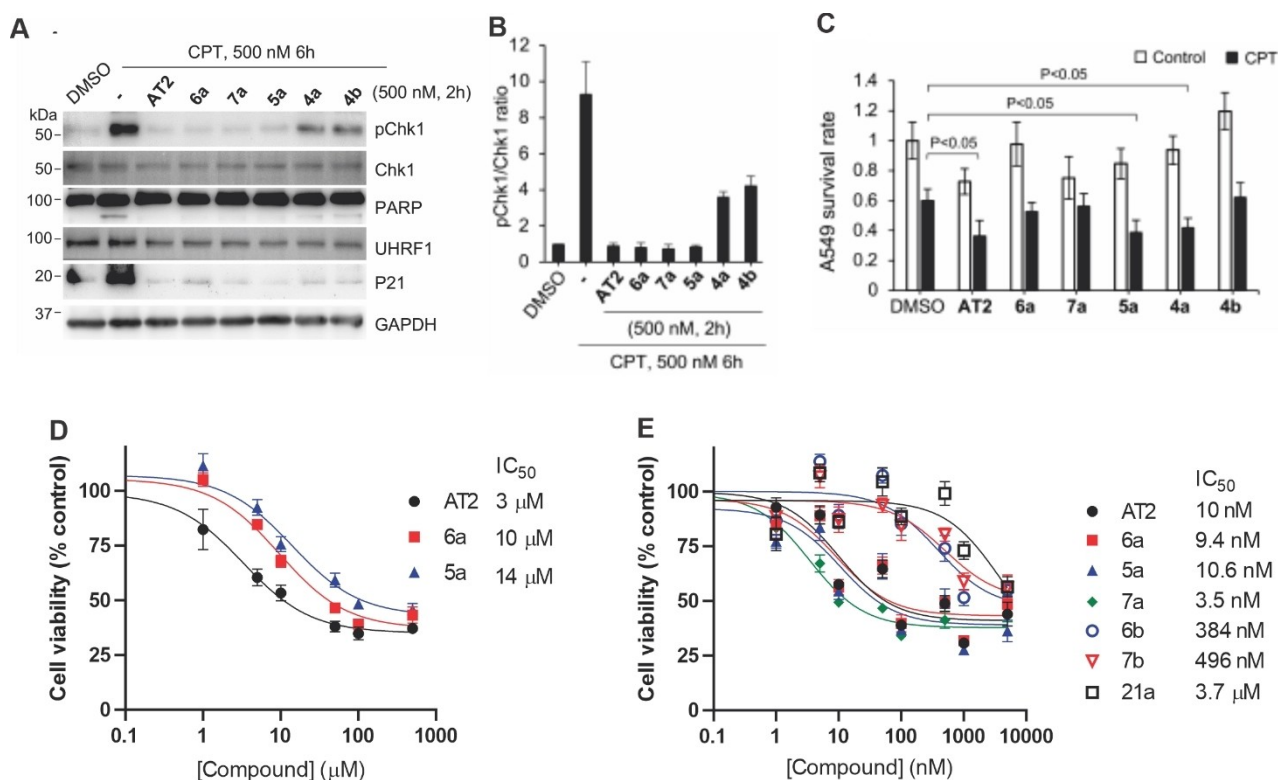 A
CPT, 500 nM 6h
DMSO - AT2 6a 7a 5a 4a 4b (500 nM, 2h)
kDa
50 pChk1
50 Chk1
100 PARP
100 UHRF1
20 P21
37 GAPDH
B
pChk1/Chk1 ratio
12
10
8
6
4
2
0
DMSO - AT2 6a 7a 5a 4a 4b
(500 nM, 2h)
CPT, 500 nM 6h
C
Control CPT
P<0.05
P<0.05
P<0.05
A549 survival rate
1.4
1.2
1
0.8
0.6
0.4
0.2
0
DMSO AT2 6a 7a 5a 4a 4b
D
Cell viability (% control)
100
75
50
25
0
0.1 1 10 100 1000
[Compound] (μM)
IC50
AT2 3 μM
6a 10 μM
5a 14 μM
E
Cell viability (% control)
100
75
50
25
0
0.1 1 10 100 1000 10000
[Compound] (nM)
IC50
AT2 10 nM
6a 9.4 nM
5a 10.6 nM
7a 3.5 nM
6b 384 nM
7b 496 nM
21a 3.7 μM